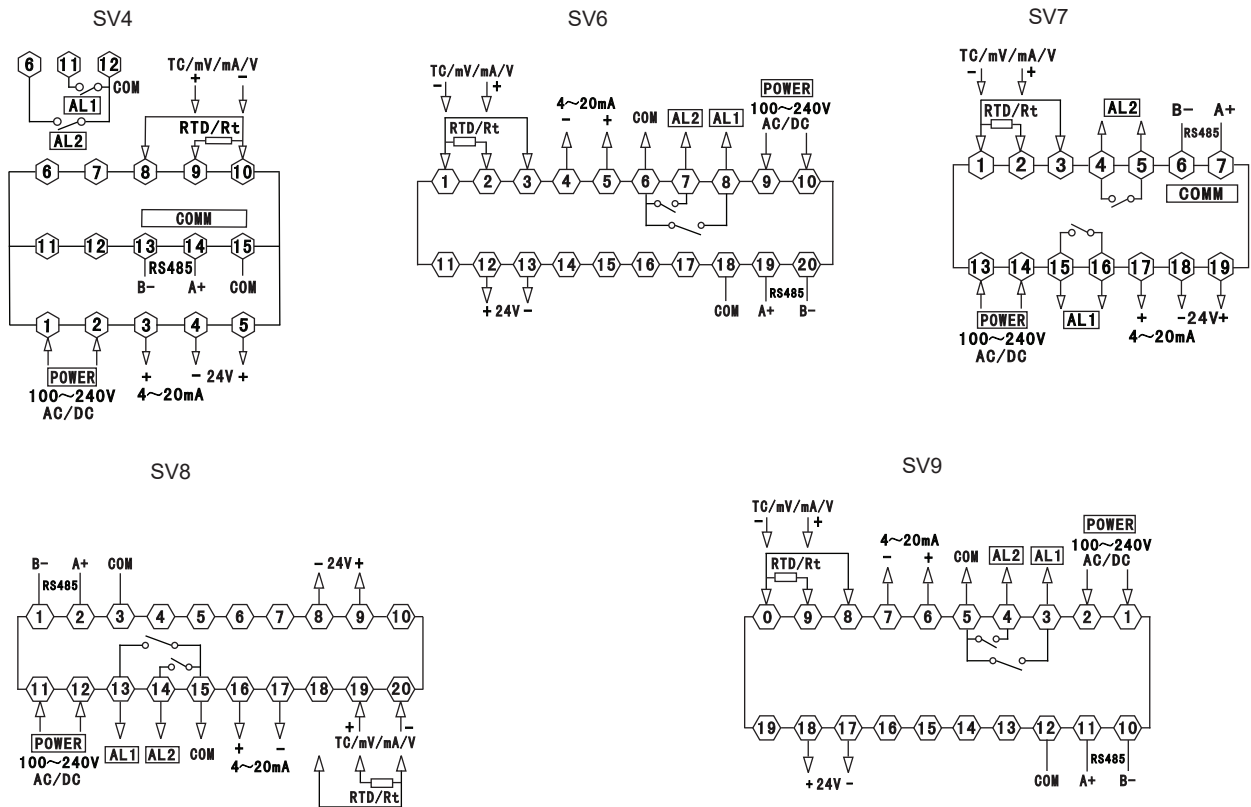 SV4
6 11 12
COM
AL1
AL2
TC/mV/mA/V
+ -
RTD/Rt
6 7 8 9 10
COMM
11 12 13 14 15
RS485
B- A+ COM
1 2 3 4 5
POWER + - 24V +
100～240V 4～20mA
AC/DC
SV6
TC/mV/mA/V
- +
RTD/Rt
4～20mA
- +
COM AL2 AL1
POWER
100～240V
AC/DC
1 2 3 4 5 6 7 8 9 10
11 12 13 14 15 16 17 18 19 20
+ 24V -
RS485
COM A+ B-
SV7
TC/mV/mA/V
- +
RTD/Rt
AL2
B- A+
RS485
1 2 3 4 5 6 7
COMM
13 14 15 16 17 18 19
POWER AL1 + -24V+
100～240V 4～20mA
AC/DC
SV8
B- A+ COM
RS485
- 24V +
1 2 3 4 5 6 7 8 9 10
11 12 13 14 15 16 17 18 19 20
POWER AL1 AL2 COM + -
100～240V 4～20mA
AC/DC
+ -
TC/mV/mA/V
RTD/Rt
SV9
TC/mV/mA/V
- +
RTD/Rt
4～20mA
- +
COM AL2 AL1
POWER
100～240V
AC/DC
0 9 8 7 6 5 4 3 2 1
19 18 17 16 15 14 13 12 11 10
+ 24V -
RS485
COM A+ B-